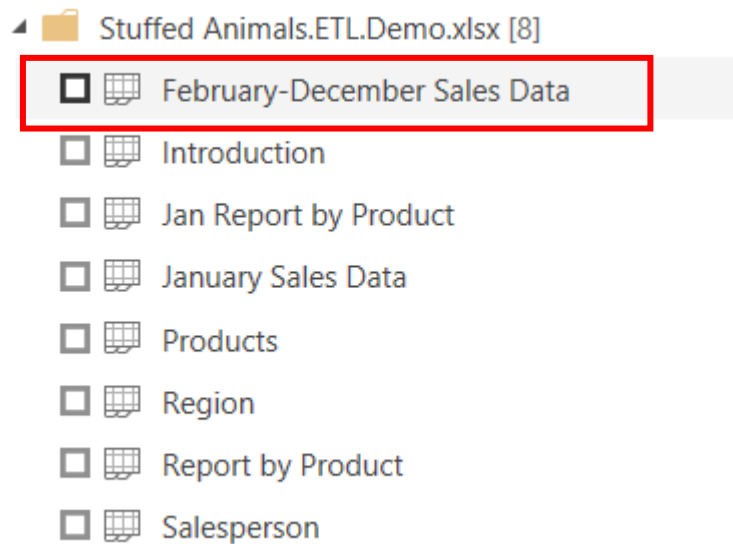 Stuffed Animals.ETL.Demo.xlsx [8]
February-December Sales Data
Introduction
Jan Report by Product
January Sales Data
Products
Region
Report by Product
Salesperson